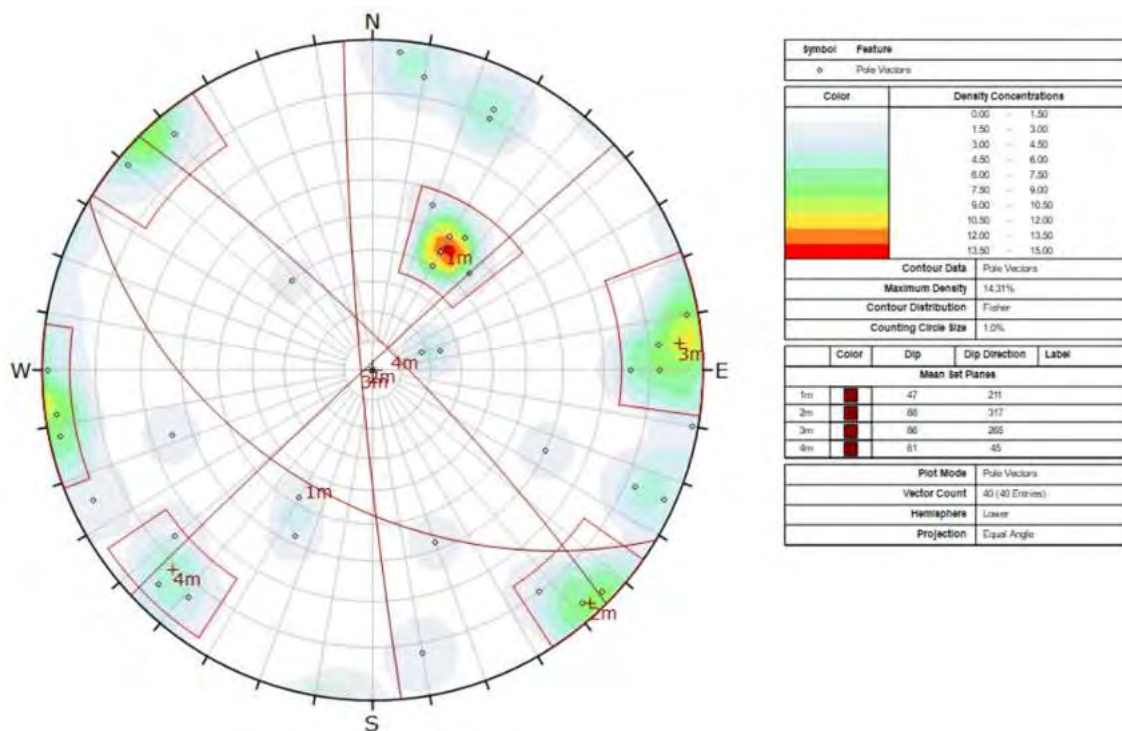 N
W
E
S
1m
3m
4m
2m
3m
1m
4m
2m
Symbol Feature
Pole Vectors
Color Density Concentrations
0.00 - 1.50
1.50 - 3.00
3.00 - 4.50
4.50 - 6.00
6.00 - 7.50
7.50 - 9.00
9.00 - 10.50
10.50 - 12.00
12.00 - 13.50
13.50 - 15.00
Contour Data Pole Vectors
Maximum Density 14.31%
Contour Distribution Fisher
Counting Circle Size 1.0%
Color Dip Dip Direction Label
Mean Set Planes
1m 47 211
2m 88 317
3m 86 265
4m 81 45
Plot Mode Pole Vectors
Vector Count 40 (40 Entries)
Hemisphere Lower
Projection Equal Angle